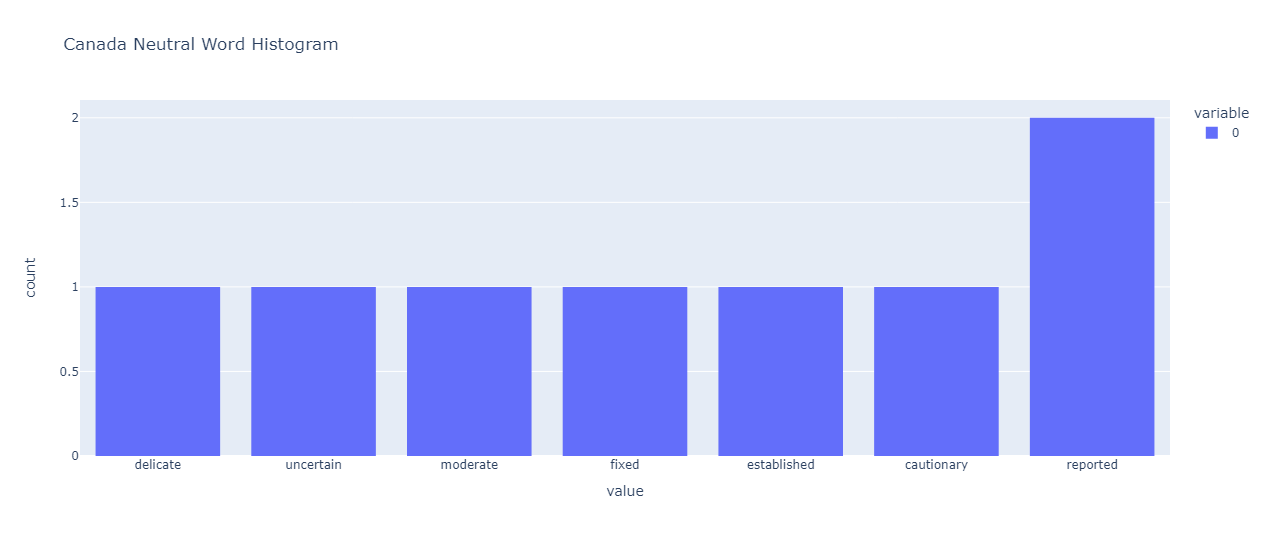 Canada Neutral Word Histogram
variable
0
count
2
1.5
1
0.5
0
delicate uncertain moderate fixed established cautionary reported
value